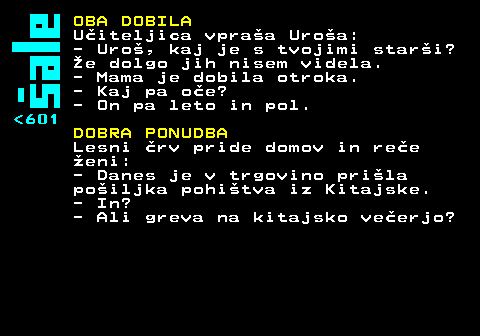 Šale
<601
OBA DOBILA
Učiteljica vpraša Uroša:
- Uroš, kaj je s tvojimi starši?
Že dolgo jih nisem videla.
- Mama je dobila otroka.
- Kaj pa oče?
- On pa leto in pol.
DOBRA PONUDBA
Lesni črv pride domov in reče
ženi:
- Danes je v trgovino prišla
pošiljka pohištva iz Kitajske.
- In?
- Ali greva na kitajsko večerjo?